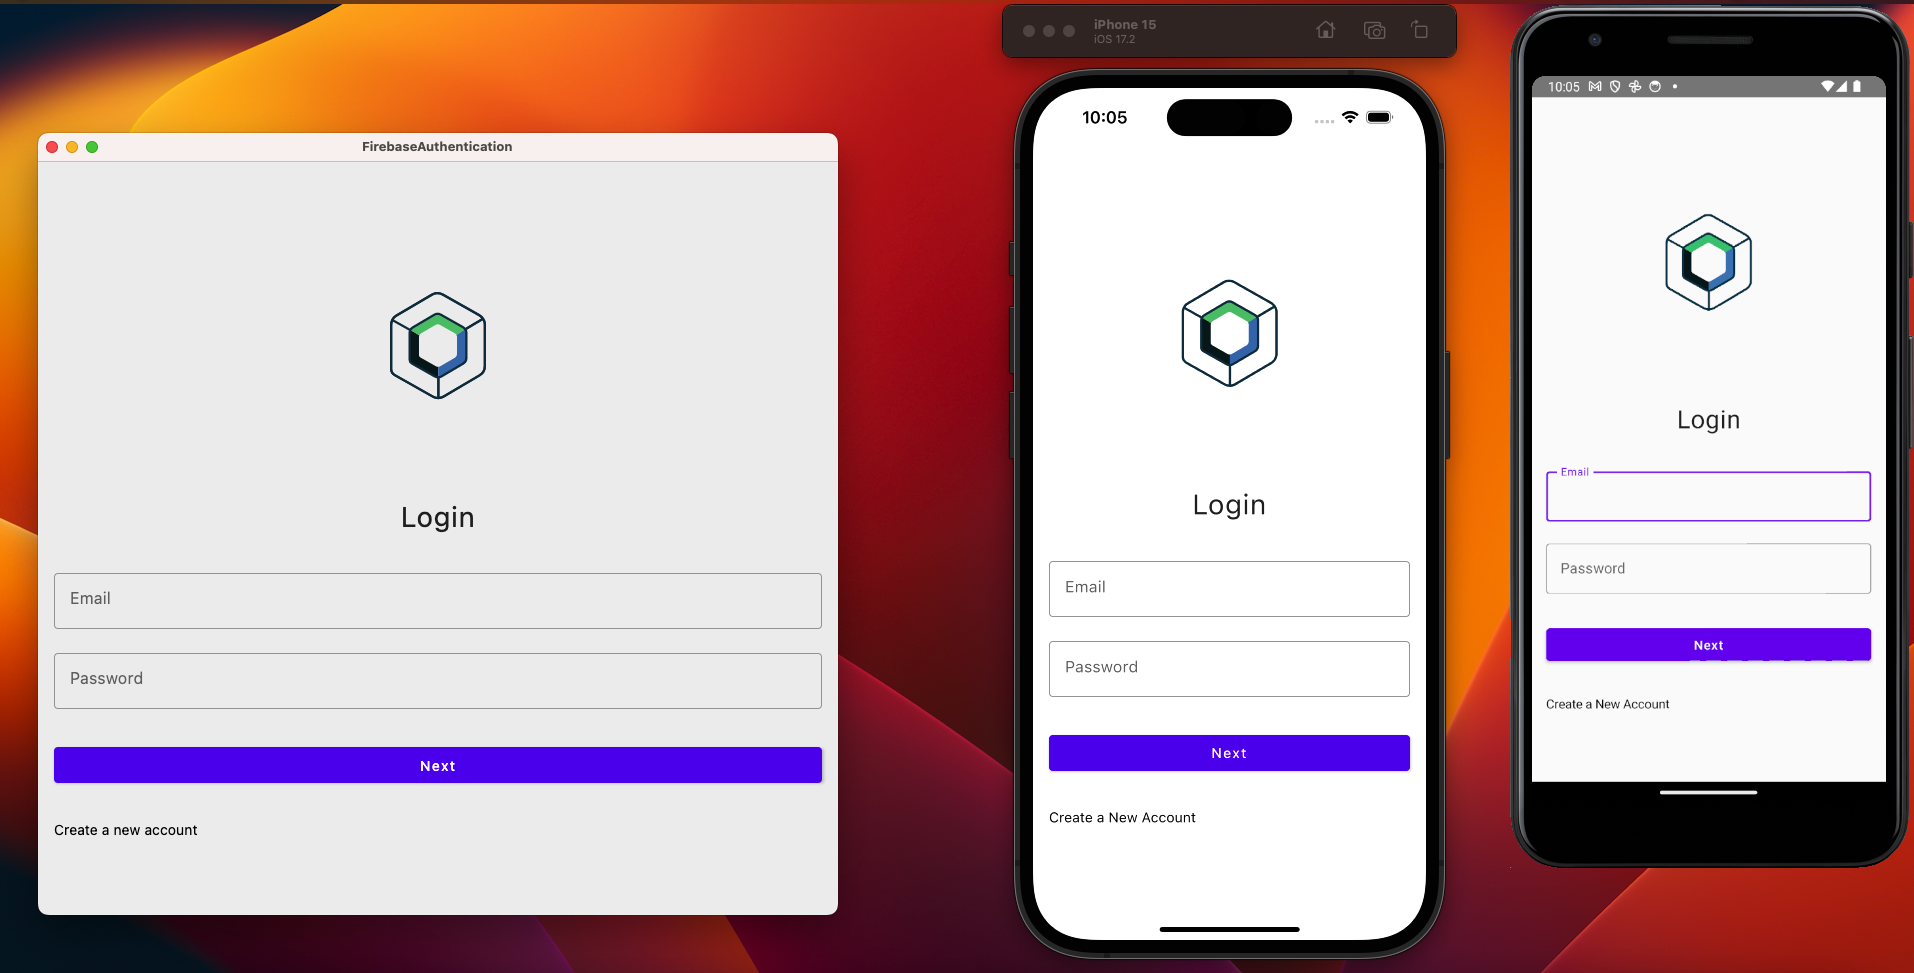 FirebaseAuthentication
Login
Email
Password
Next
Create a new account
iPhone 15
iOS 17.2
10:05
Login
Email
Password
Next
Create a New Account
10:05
Login
Email
Password
Next
Create a New Account